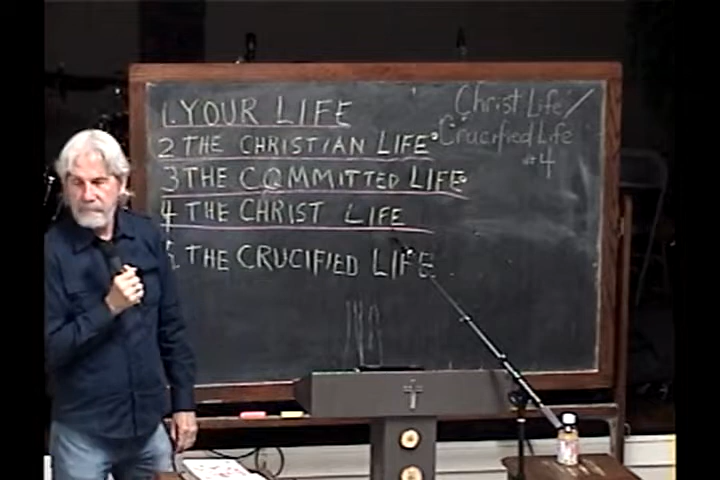 1. YOUR LIFE
2 THE CHRISTIAN LIFE
3 THE COMMITTED LIFE
4 THE CHRIST LIFE
5. THE CRUCIFIED LIFE
Christ Life /
Crucified Life
#4